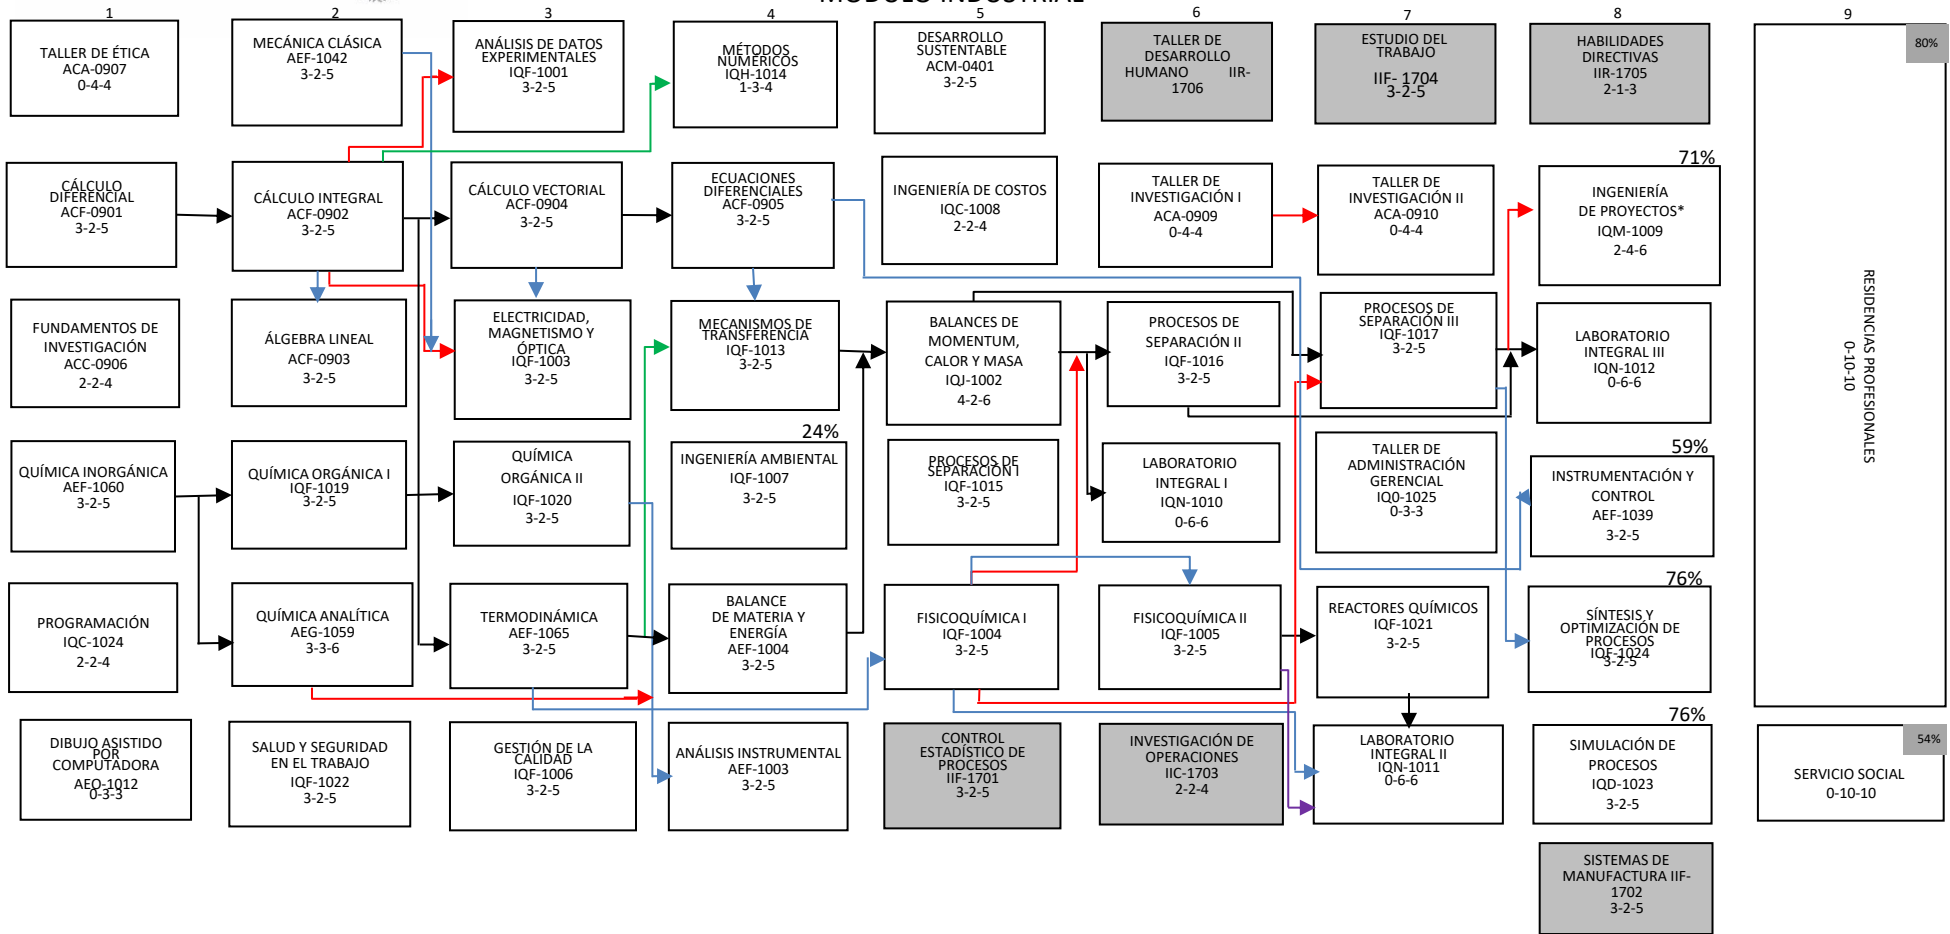 MÓDULO INDUSTRIAL
1
2
3
4
5
6
7
8
9
TALLER DE ÉTICA
ACA-0907
0-4-4
MECÁNICA CLÁSICA
AEF-1042
3-2-5
ANÁLISIS DE DATOS
EXPERIMENTALES
IQF-1001
3-2-5
MÉTODOS
NÚMERICOS
IQH-1014
1-3-4
DESARROLLO
SUSTENTABLE
ACM-0401
3-2-5
TALLER DE
DESARROLLO
HUMANO IIR-
1706
ESTUDIO DEL
TRABAJO
IIF- 1704
3-2-5
HABILIDADES
DIRECTIVAS
IIR-1705
2-1-3
80%
CÁLCULO
DIFERENCIAL
ACF-0901
3-2-5
CÁLCULO INTEGRAL
ACF-0902
3-2-5
CÁLCULO VECTORIAL
ACF-0904
3-2-5
ECUACIONES
DIFERENCIALES
ACF-0905
3-2-5
INGENIERÍA DE COSTOS
IQC-1008
2-2-4
TALLER DE
INVESTIGACIÓN I
ACA-0909
0-4-4
TALLER DE
INVESTIGACIÓN II
ACA-0910
0-4-4
71%
INGENIERÍA
DE PROYECTOS*
IQM-1009
2-4-6
FUNDAMENTOS DE
INVESTIGACIÓN
ACC-0906
2-2-4
ÁLGEBRA LINEAL
ACF-0903
3-2-5
ELECTRICIDAD,
MAGNETISMO Y
ÓPTICA
IQF-1003
3-2-5
MECANISMOS DE
TRANSFERENCIA
IQF-1013
3-2-5
BALANCES DE
MOMENTUM,
CALOR Y MASA
IQJ-1002
4-2-6
PROCESOS DE
SEPARACIÓN II
IQF-1016
3-2-5
PROCESOS DE
SEPARACIÓN III
IQF-1017
3-2-5
LABORATORIO
INTEGRAL III
IQN-1012
0-6-6
RESIDENCIAS PROFESIONALES
0-10-10
QUÍMICA INORGÁNICA
AEF-1060
3-2-5
QUÍMICA ORGÁNICA I
IQF-1019
3-2-5
QUÍMICA
ORGÁNICA II
IQF-1020
3-2-5
24%
INGENIERÍA AMBIENTAL
IQF-1007
3-2-5
PROCESOS DE
SEPARACIÓN I
IQF-1015
3-2-5
LABORATORIO
INTEGRAL I
IQN-1010
0-6-6
TALLER DE
ADMINISTRACIÓN
GERENCIAL
IQ0-1025
0-3-3
59%
INSTRUMENTACIÓN Y
CONTROL
AEF-1039
3-2-5
PROGRAMACIÓN
IQC-1024
2-2-4
QUÍMICA ANALÍTICA
AEG-1059
3-3-6
TERMODINÁMICA
AEF-1065
3-2-5
BALANCE
DE MATERIA Y
ENERGÍA
AEF-1004
3-2-5
FISICOQUÍMICA I
IQF-1004
3-2-5
FISICOQUÍMICA II
IQF-1005
3-2-5
REACTORES QUÍMICOS
IQF-1021
3-2-5
76%
SÍNTESIS Y
OPTIMIZACIÓN DE
PROCESOS
IQF-1024
3-2-5
DIBUJO ASISTIDO
POR
COMPUTADORA
AEO-1012
0-3-3
SALUD Y SEGURIDAD
EN EL TRABAJO
IQF-1022
3-2-5
GESTIÓN DE LA
CALIDAD
IQF-1006
3-2-5
ANÁLISIS INSTRUMENTAL
AEF-1003
3-2-5
CONTROL
ESTADÍSTICO DE
PROCESOS
IIF-1701
3-2-5
INVESTIGACIÓN DE
OPERACIONES
IIC-1703
2-2-4
LABORATORIO
INTEGRAL II
IQN-1011
0-6-6
76%
SIMULACIÓN DE
PROCESOS
IQD-1023
3-2-5
54%
SERVICIO SOCIAL
0-10-10
SISTEMAS DE
MANUFACTURA IIF-
1702
3-2-5